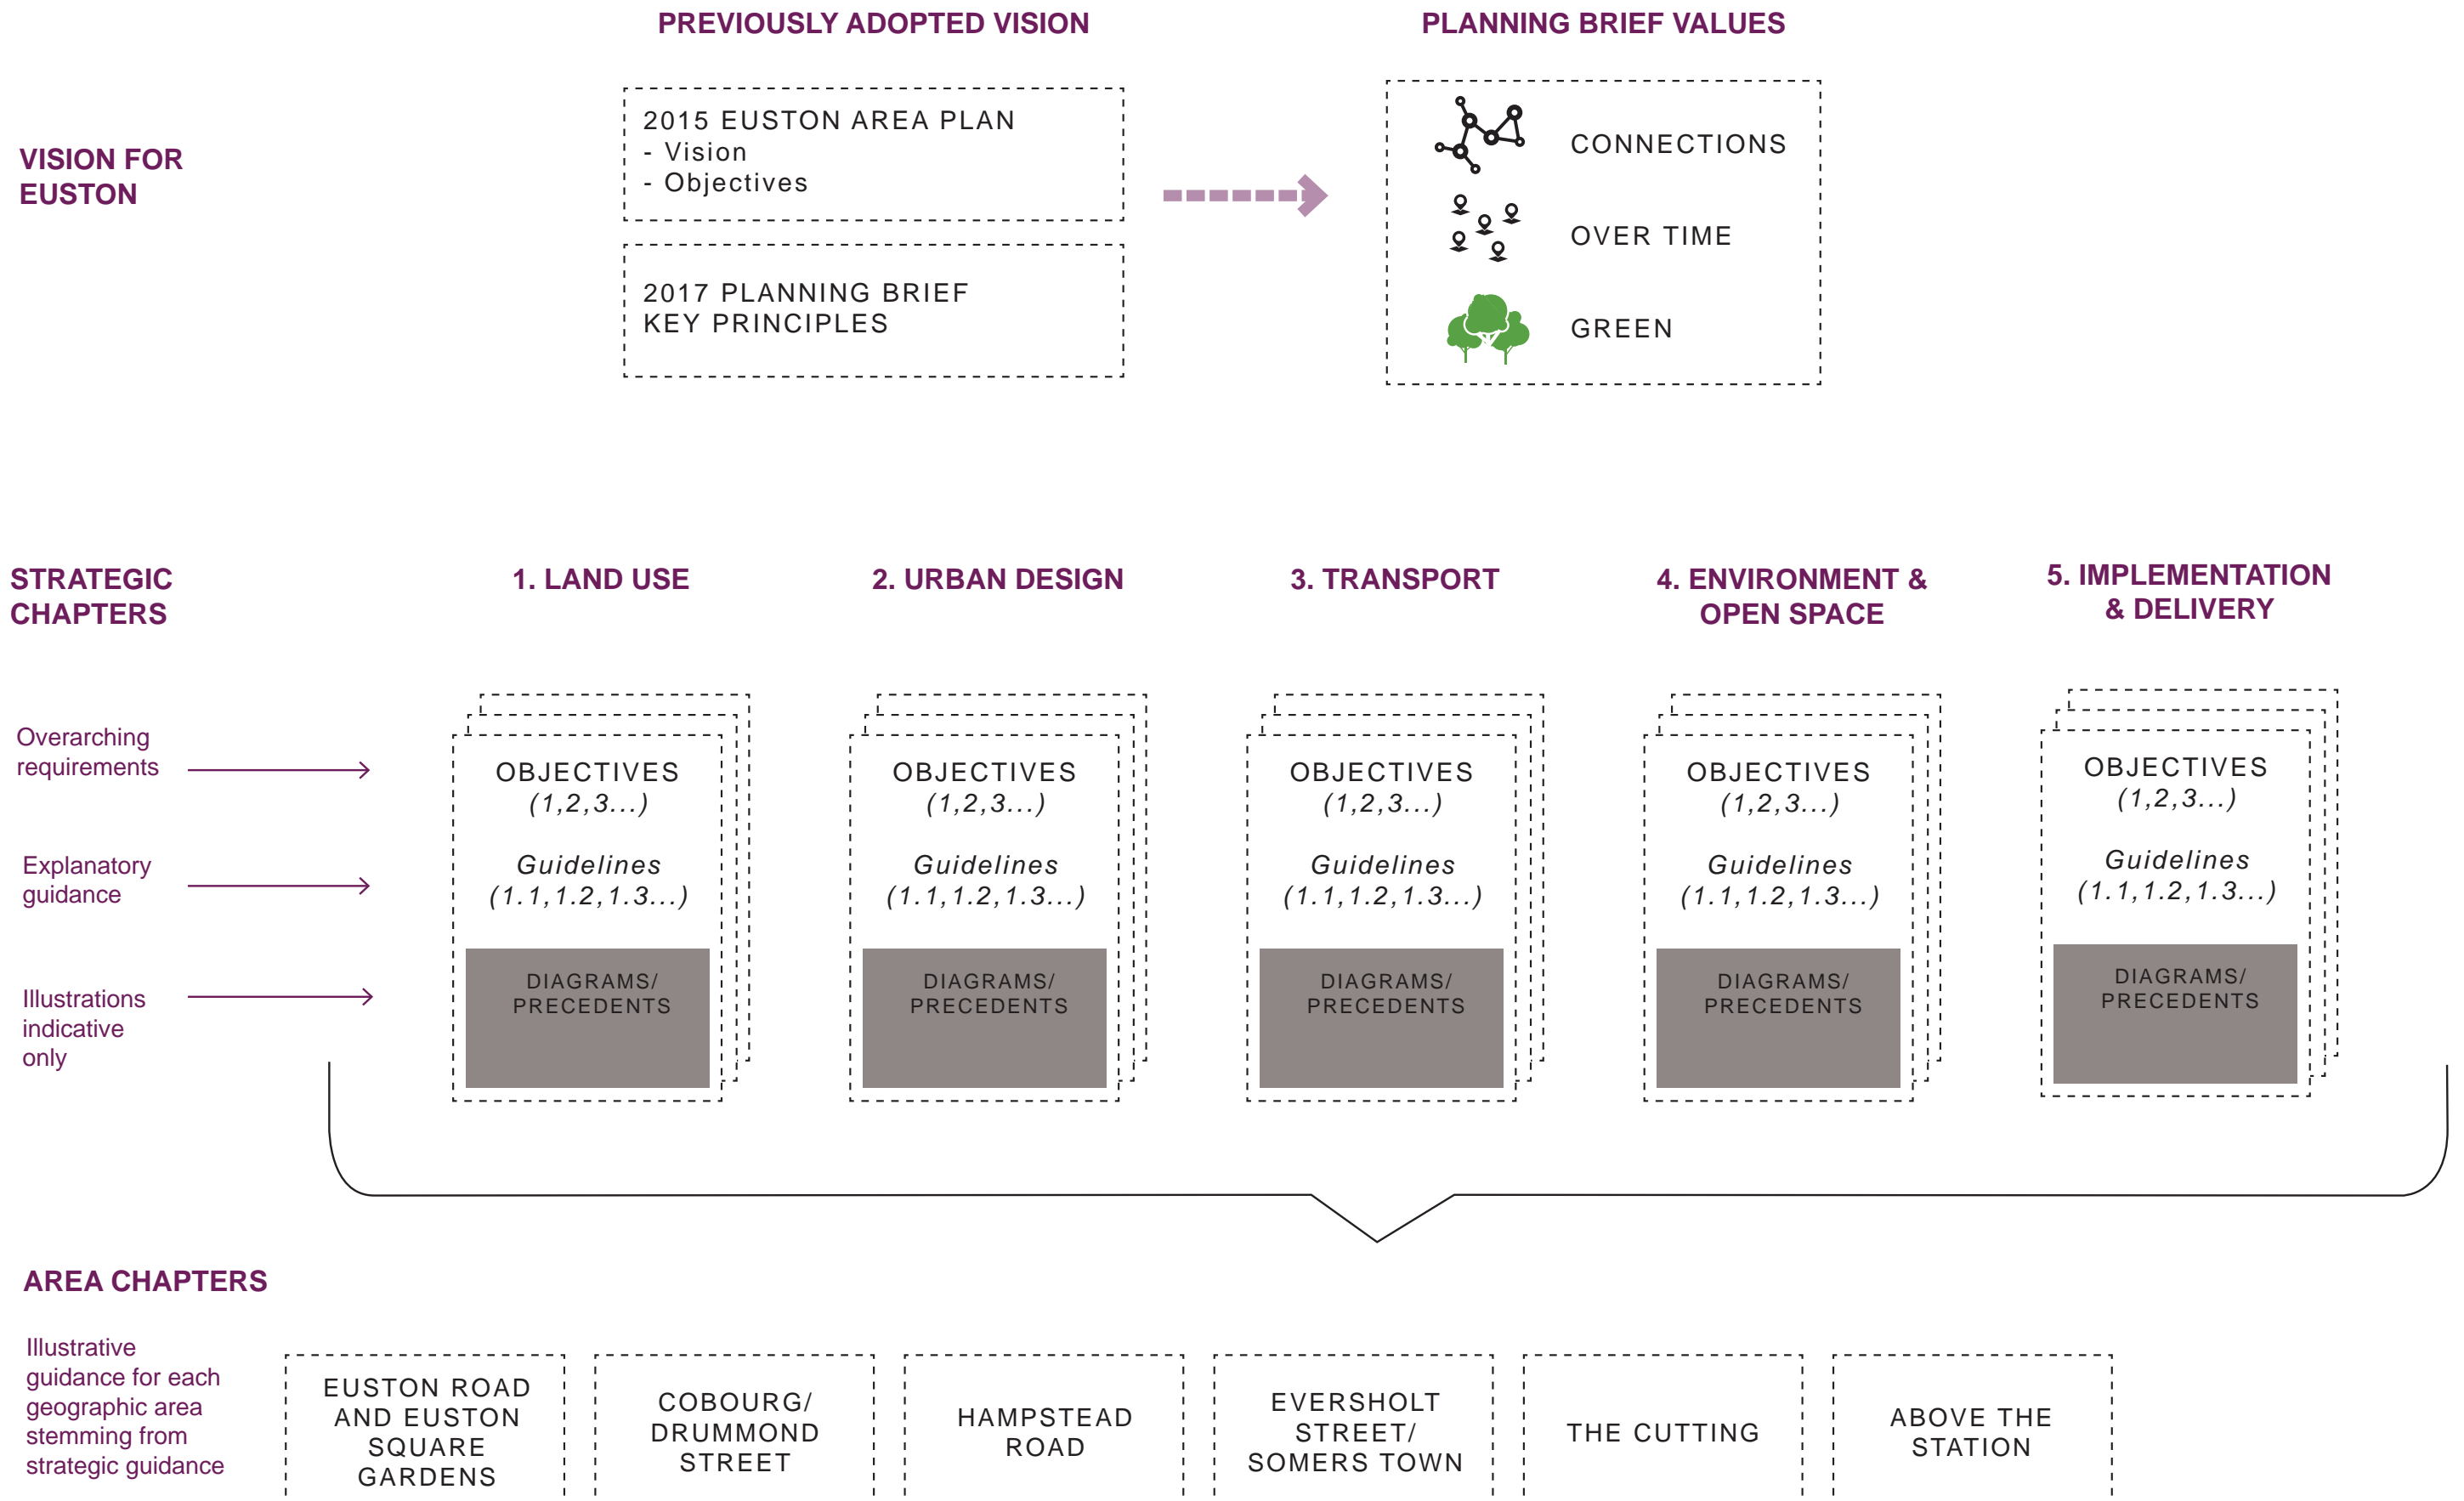 PREVIOUSLY ADOPTED VISION
PLANNING BRIEF VALUES
VISION FOR
EUSTON
2015 EUSTON AREA PLAN
- Vision
- Objectives
2017 PLANNING BRIEF
KEY PRINCIPLES
CONNECTIONS
OVER TIME
GREEN
STRATEGIC
CHAPTERS
1. LAND USE
2. URBAN DESIGN
3. TRANSPORT
4. ENVIRONMENT &
OPEN SPACE
5. IMPLEMENTATION
& DELIVERY
Overarching
requirements
Explanatory
guidance
Illustrations
indicative
only
OBJECTIVES
(1,2,3...)
Guidelines
(1.1,1.2,1.3...)
DIAGRAMS/
PRECEDENTS
OBJECTIVES
(1,2,3...)
Guidelines
(1.1,1.2,1.3...)
DIAGRAMS/
PRECEDENTS
OBJECTIVES
(1,2,3...)
Guidelines
(1.1,1.2,1.3...)
DIAGRAMS/
PRECEDENTS
OBJECTIVES
(1,2,3...)
Guidelines
(1.1,1.2,1.3...)
DIAGRAMS/
PRECEDENTS
OBJECTIVES
(1,2,3...)
Guidelines
(1.1,1.2,1.3...)
DIAGRAMS/
PRECEDENTS
AREA CHAPTERS
Illustrative
guidance for each
geographic area
stemming from
strategic guidance
EUSTON ROAD
AND EUSTON
SQUARE
GARDENS
COBOURG/
DRUMMOND
STREET
HAMPSTEAD
ROAD
EVERSHOLT
STREET/
SOMERS TOWN
THE CUTTING
ABOVE THE
STATION